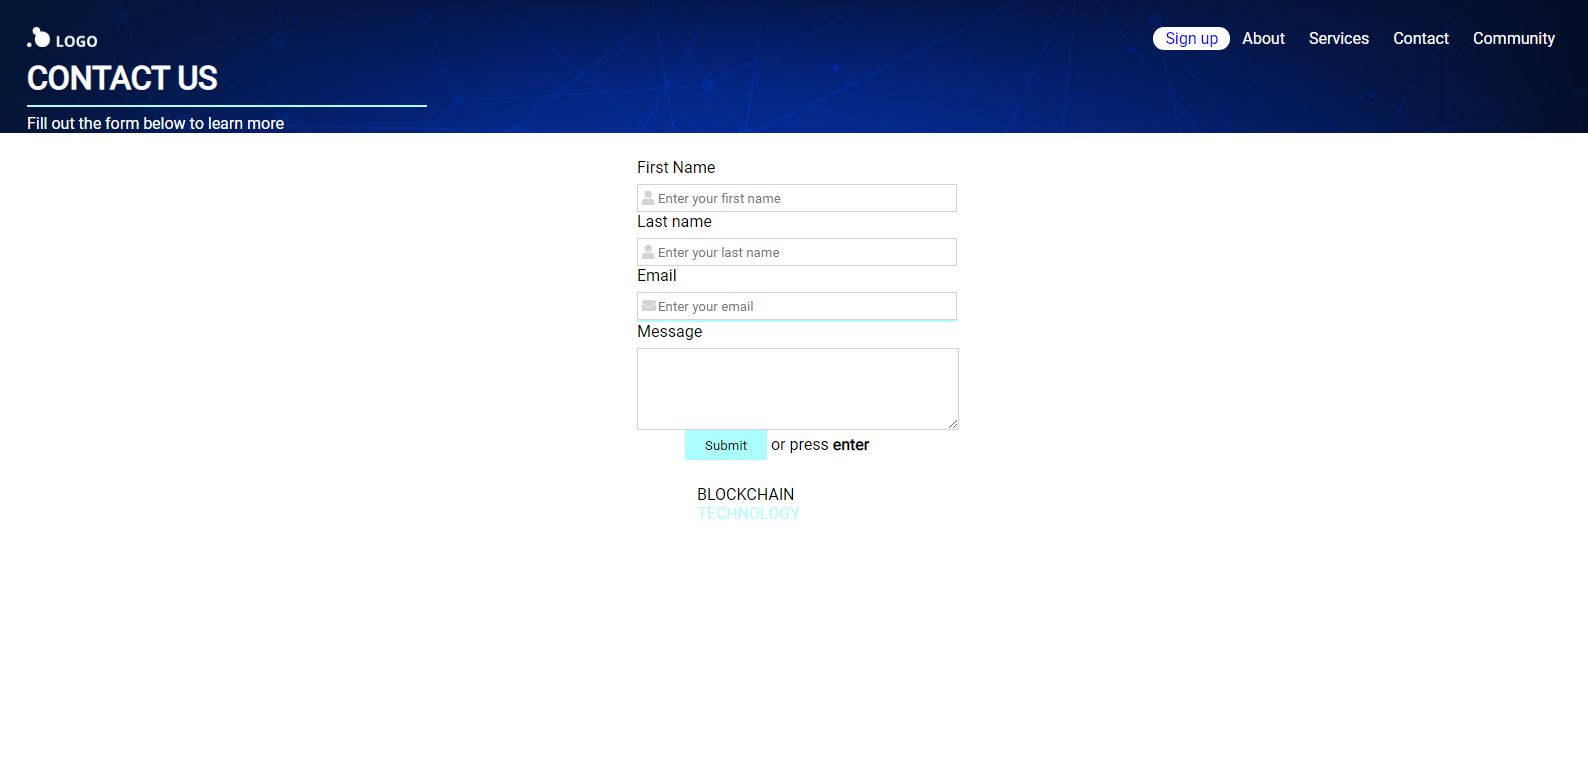 LOGO
Sign up About Services Contact Community
CONTACT US
Fill out the form below to learn more
First Name
Enter your first name
Last name
Enter your last name
Email
Enter your email
Message
Submit or press enter
BLOCKCHAIN
TECHNOLOGY